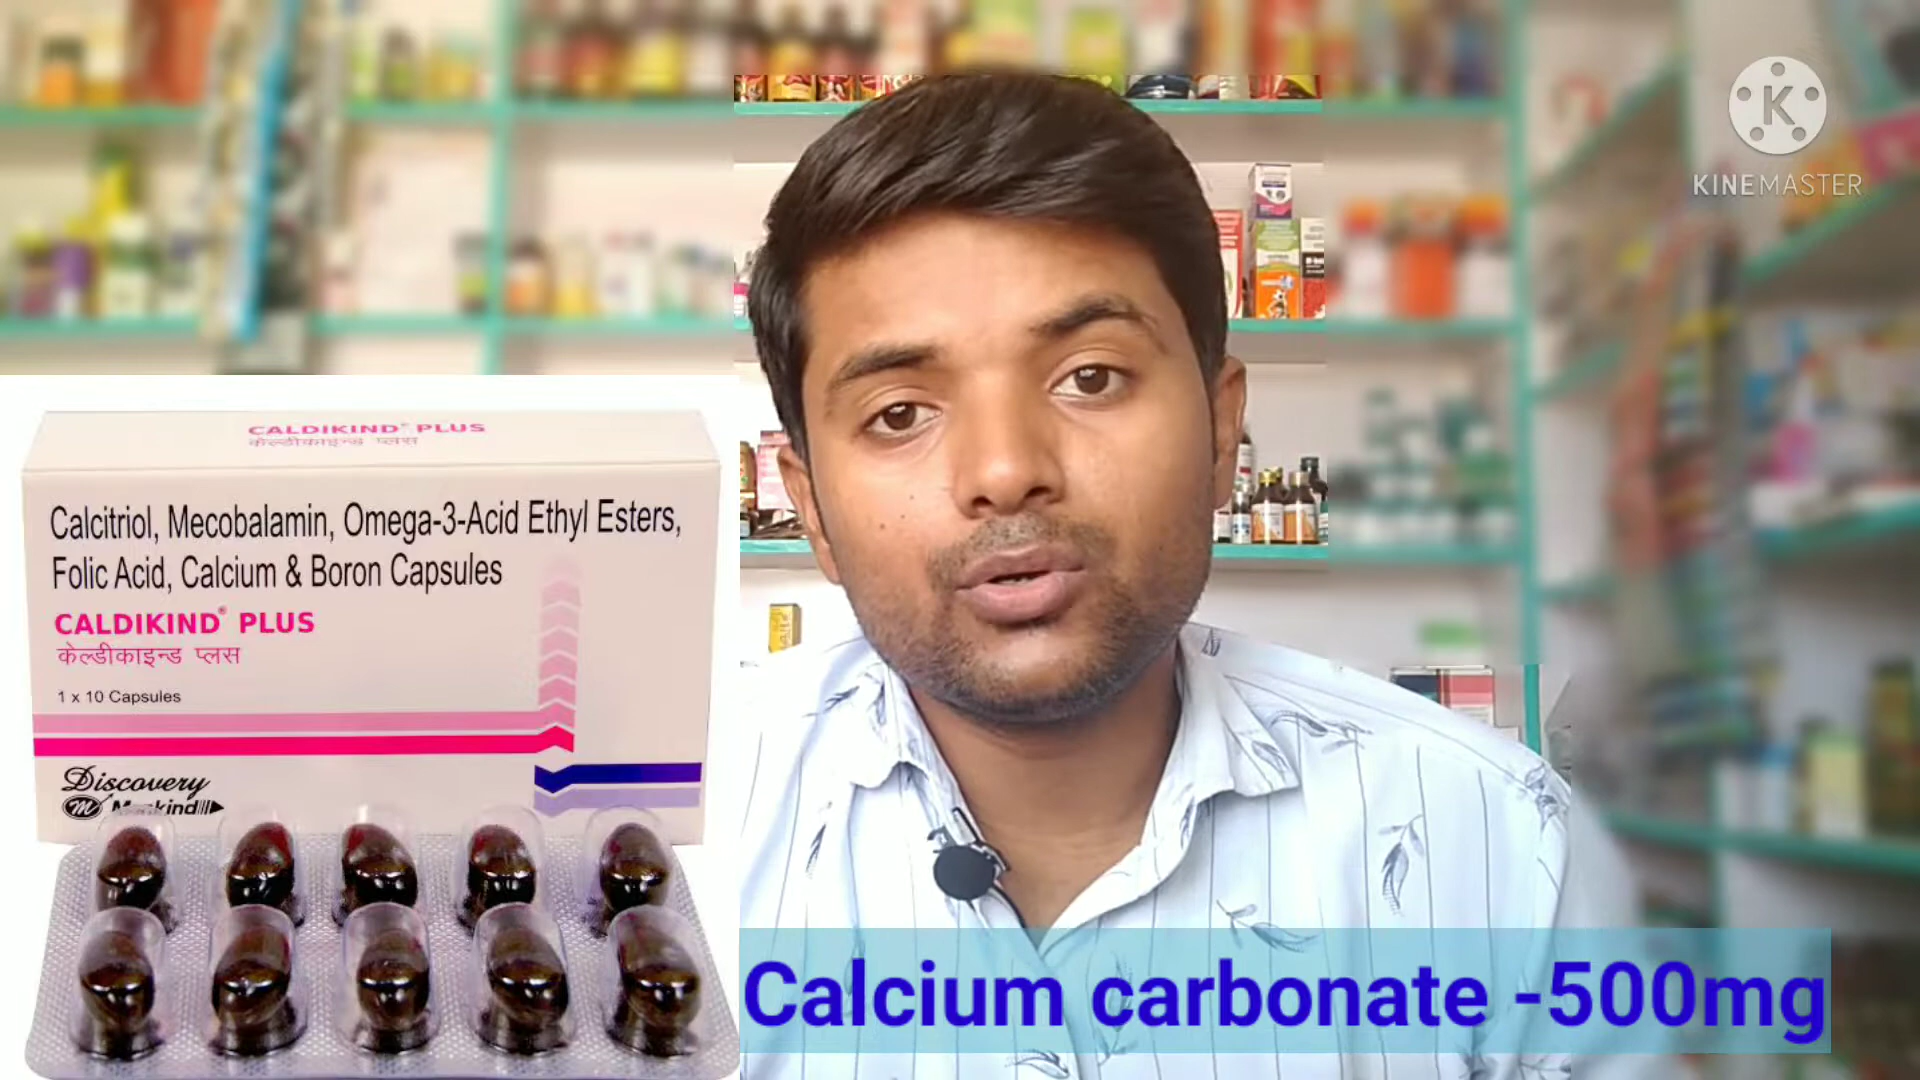 KINEMASTER
CALDIKIND® PLUS
केल्डीकाइन्ड प्लस
Calcitriol, Mecobalamin, Omega-3-Acid Ethyl Esters,
Folic Acid, Calcium & Boron Capsules
CALDIKIND® PLUS
केल्डीकाइन्ड प्लस
1 x 10 Capsules
Discovery
Mankind
Calcium carbonate -500mg